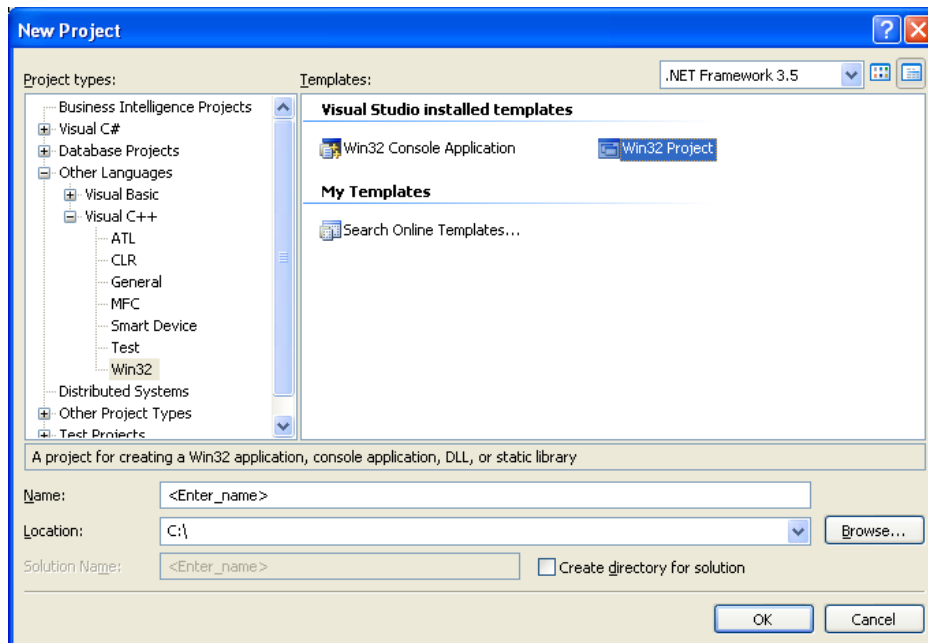 New Project
Project types:
Templates:
.NET Framework 3.5
Business Intelligence Projects
Visual C#
Database Projects
Other Languages
Visual Basic
Visual C++
ATL
CLR
General
MFC
Smart Device
Test
Win32
Distributed Systems
Other Project Types
Test Projects
Visual Studio installed templates
Win32 Console Application
Win32 Project
My Templates
Search Online Templates...
A project for creating a Win32 application, console application, DLL, or static library
Name:
<Enter_name>
Location:
C:\
Browse...
Solution Name:
<Enter_name>
Create directory for solution
OK
Cancel